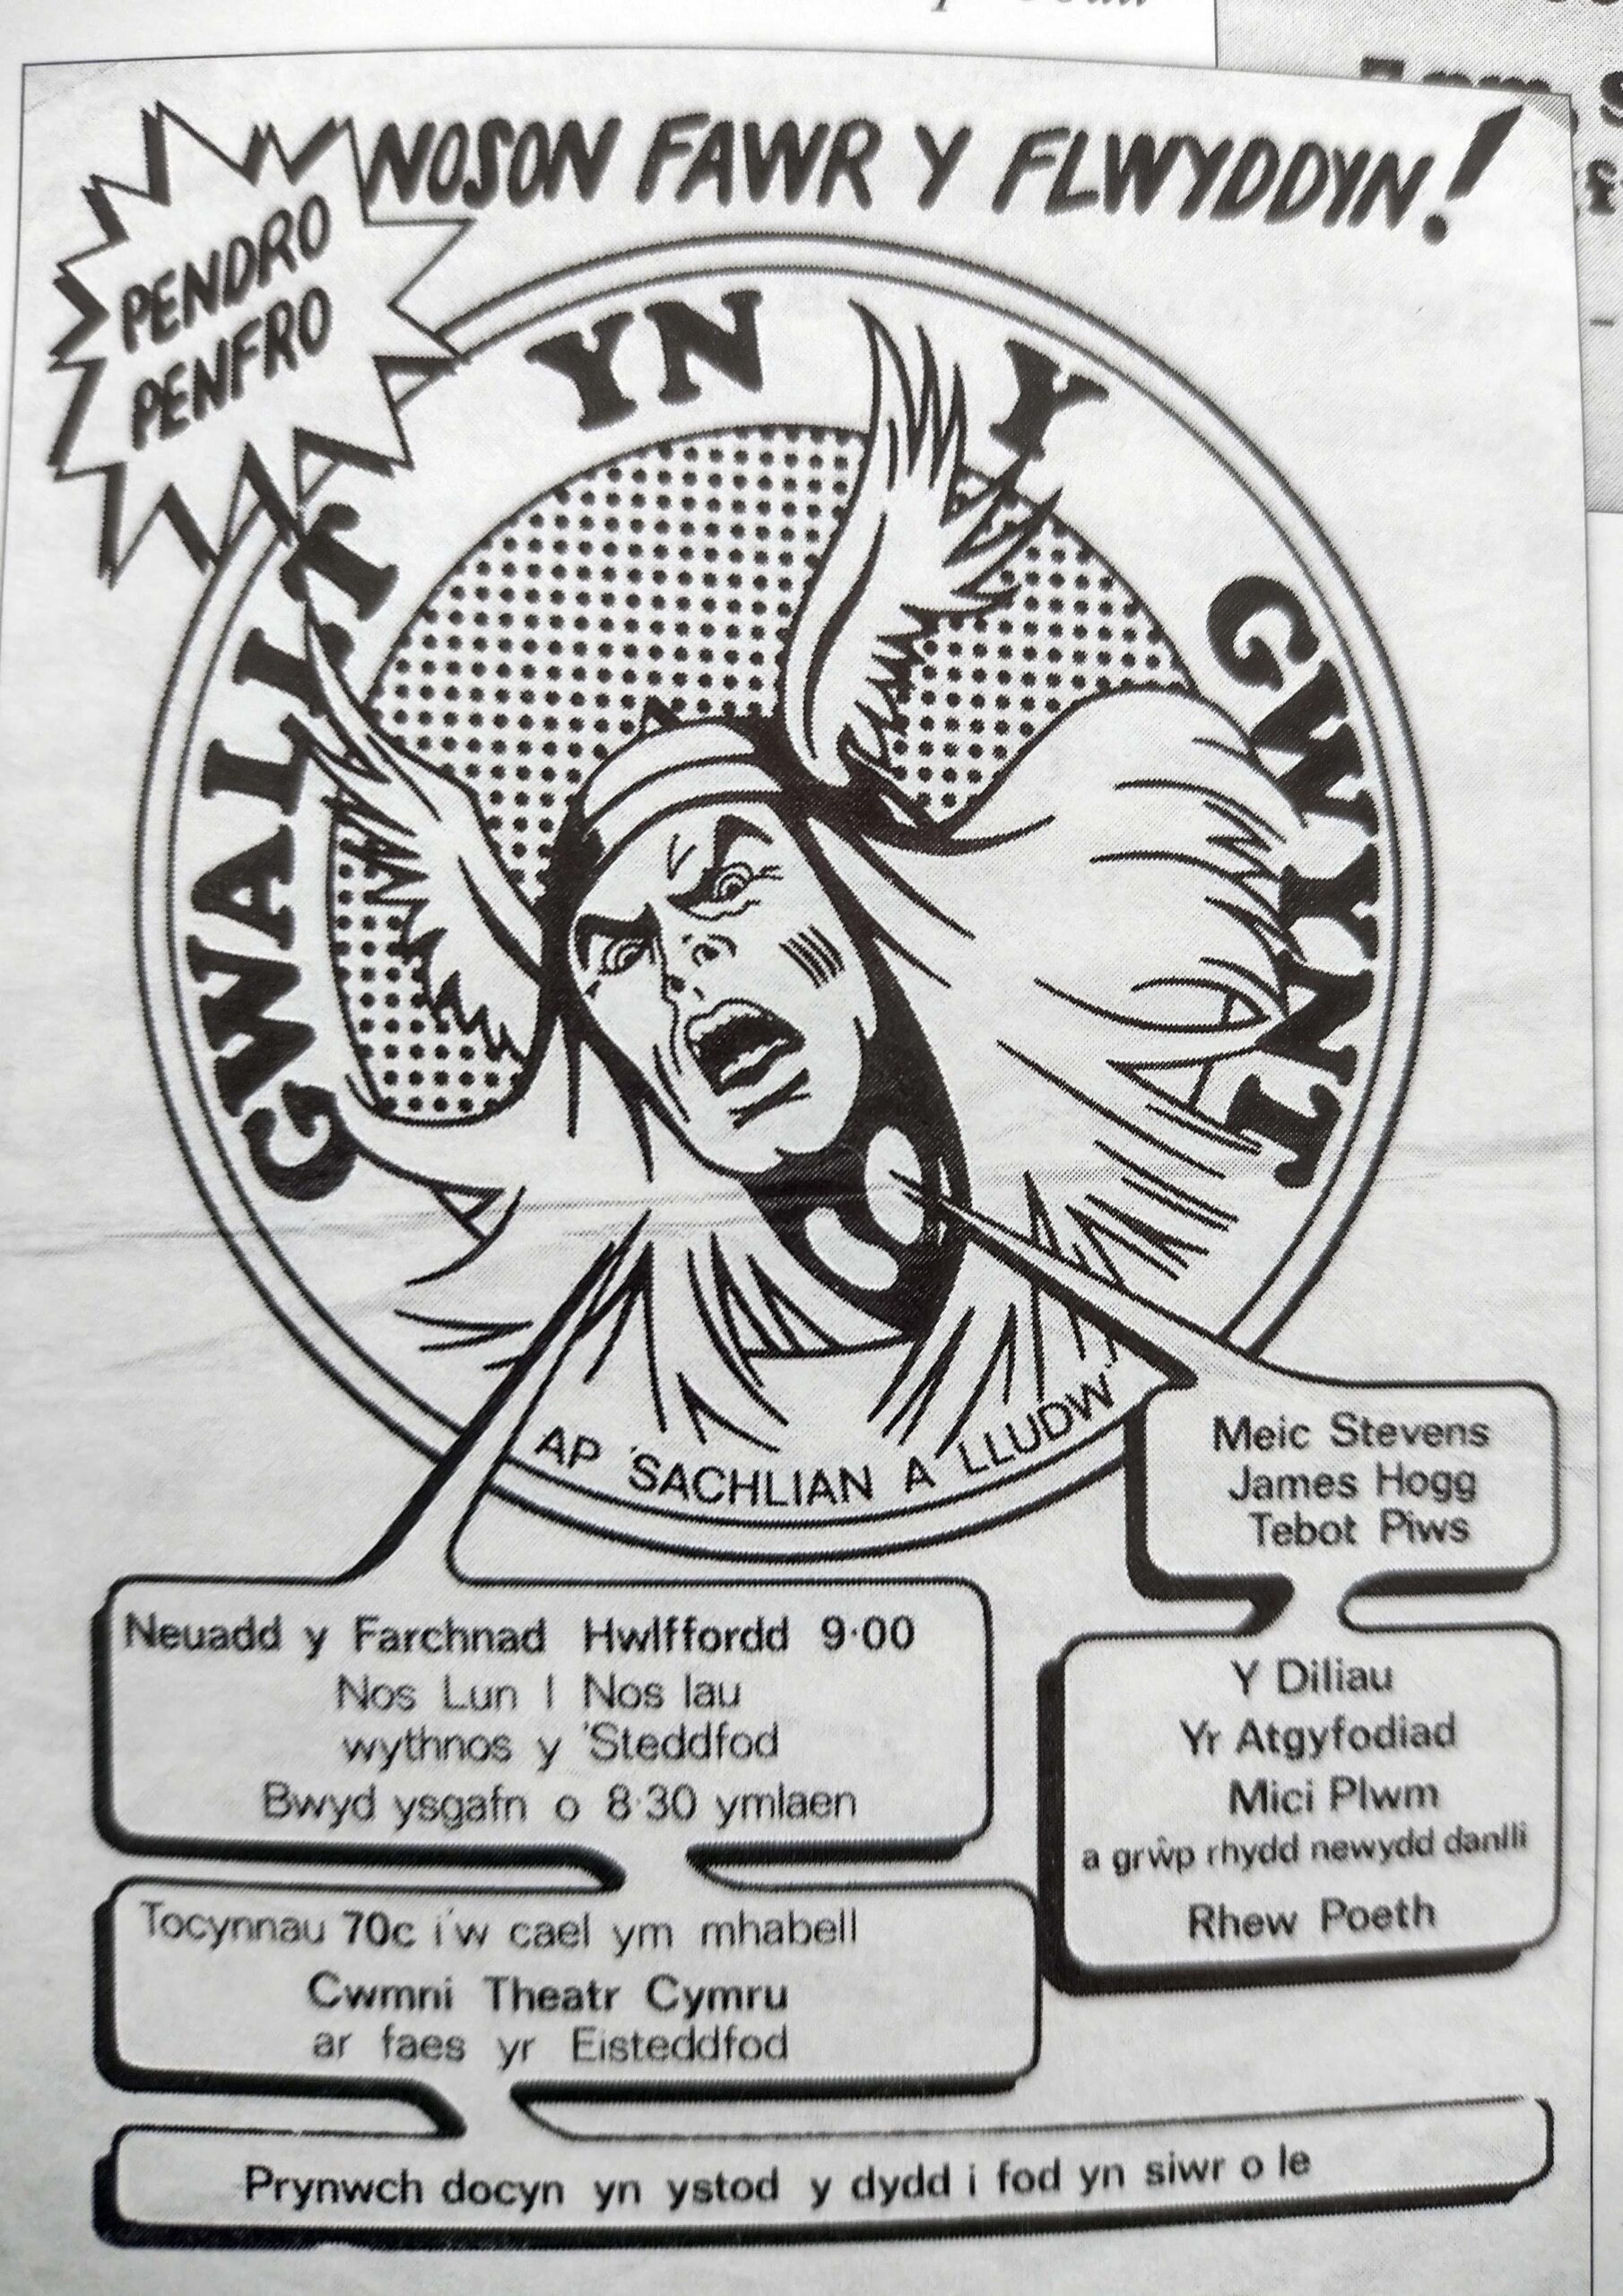 NOSON FAWR Y FLWYDDYN!
PENDRO
PENFRO
GWALLT YN Y GWYNT
AP 'SACHLIAN A LLUDW'
Meic Stevens
James Hogg
Tebot Piws
Y Diliau
Yr Atgyfodiad
Mici Plwm
a grŵp rhydd newydd danlli
Rhew Poeth
Neuadd y Farchnad Hwlffordd 9·00
Nos Lun I Nos Iau
wythnos y 'Steddfod
Bwyd ysgafn o 8·30 ymlaen
Tocynnau 70c i'w cael ym mhabell
Cwmni Theatr Cymru
ar faes yr Eisteddfod
Prynwch docyn yn ystod y dydd i fod yn siwr o le